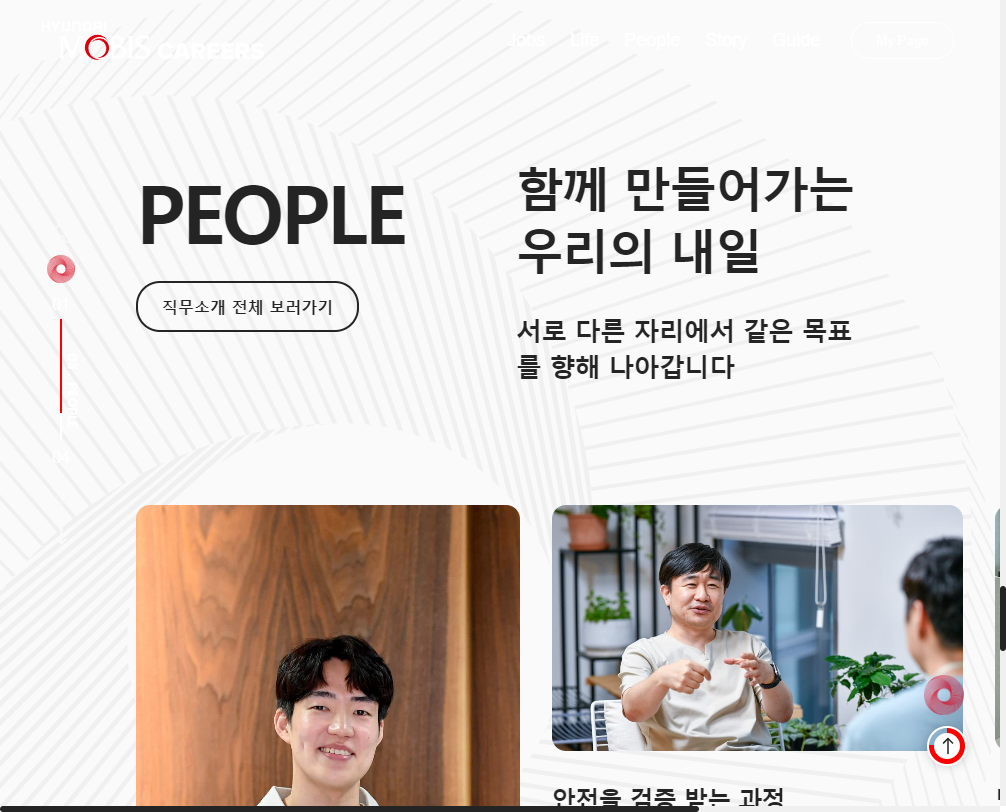 HYUNDAI
MOBIS CAREERS
Jobs Life People Story Guide My Page
PEOPLE
직무소개 전체 보러가기
함께 만들어가는
우리의 내일
서로 다른 자리에서 같은 목표
를 향해 나아갑니다
안전을 검증 받는 과정